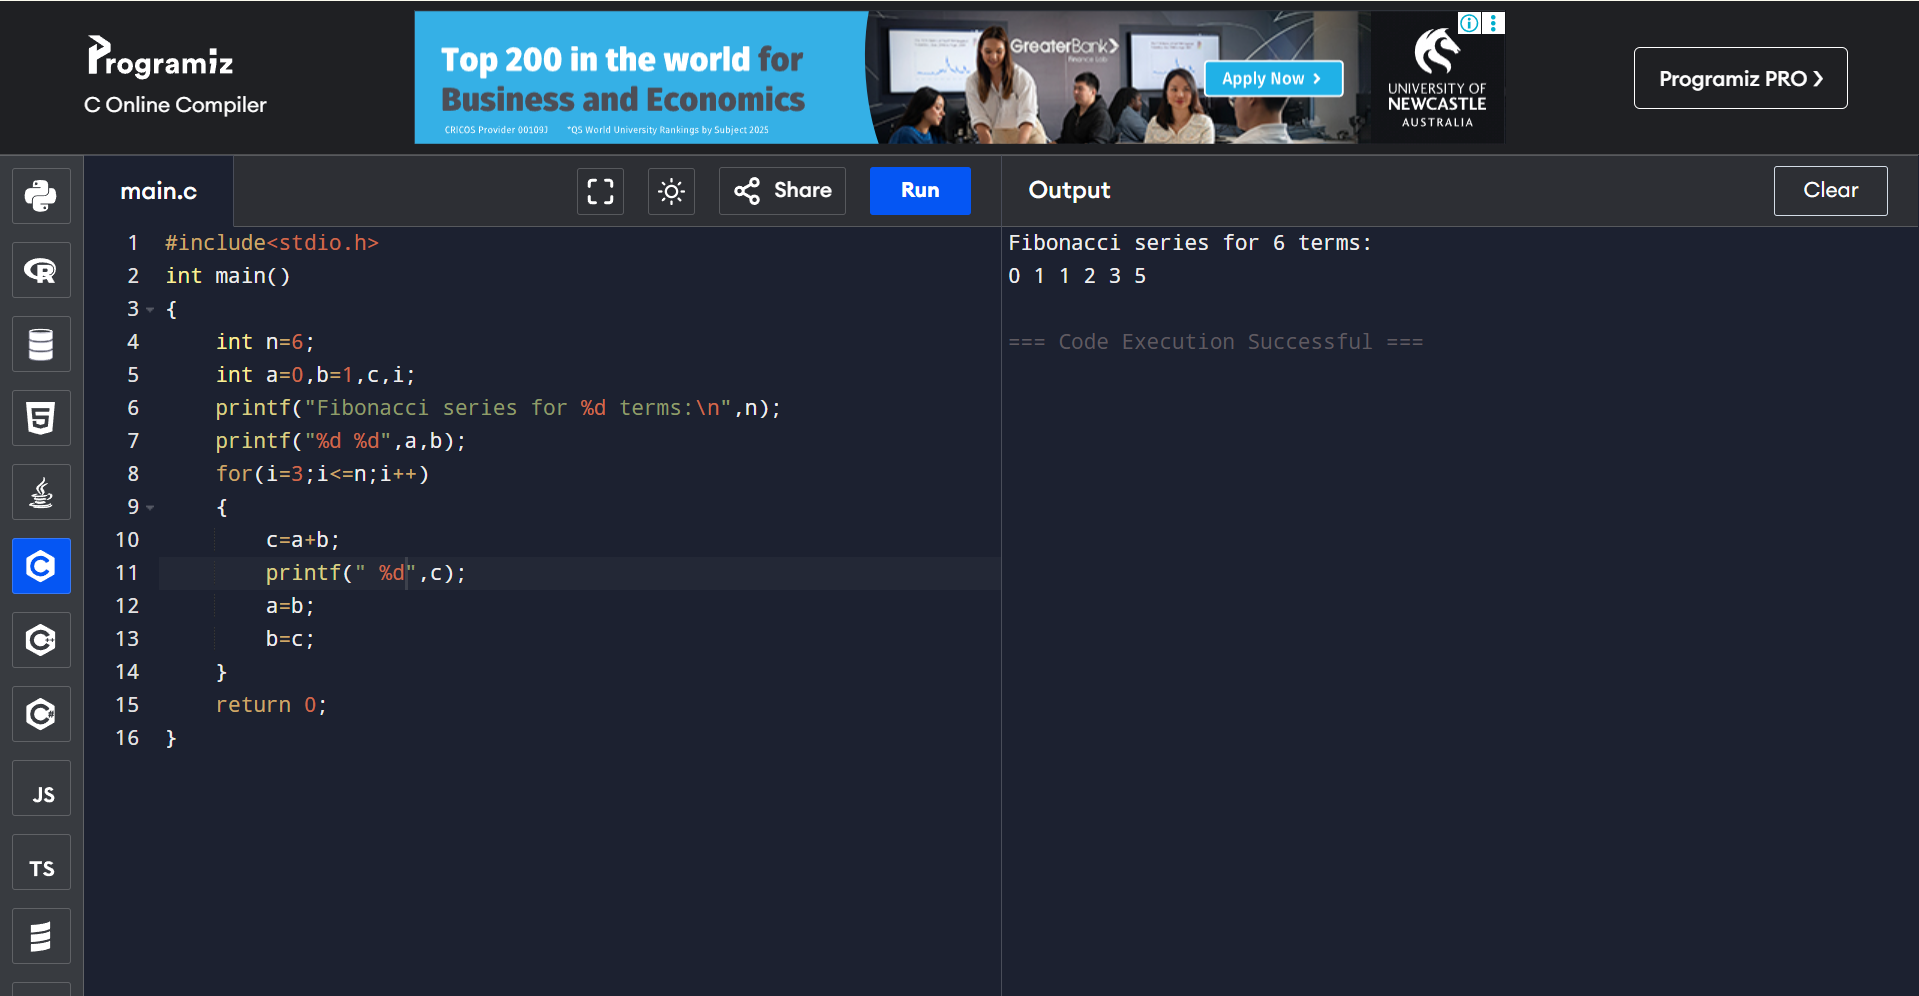 Programiz
C Online Compiler
Top 200 in the world for
Business and Economics
CRICOS Provider 00109J *QS World University Rankings by Subject 2025
GreaterBank
Finance Lab
Apply Now >
UNIVERSITY OF
NEWCASTLE
AUSTRALIA
Programiz PRO >
main.c
Share
Run
Output
Clear
1 #include<stdio.h>
2 int main()
3 {
4     int n=6;
5     int a=0,b=1,c,i;
6     printf("Fibonacci series for %d terms:\n",n);
7     printf("%d %d",a,b);
8     for(i=3;i<=n;i++)
9     {
10         c=a+b;
11         printf(" %d",c);
12         a=b;
13         b=c;
14     }
15     return 0;
16 }
Fibonacci series for 6 terms:
0 1 1 2 3 5
=== Code Execution Successful ===
R
5
C
C++
C#
JS
TS